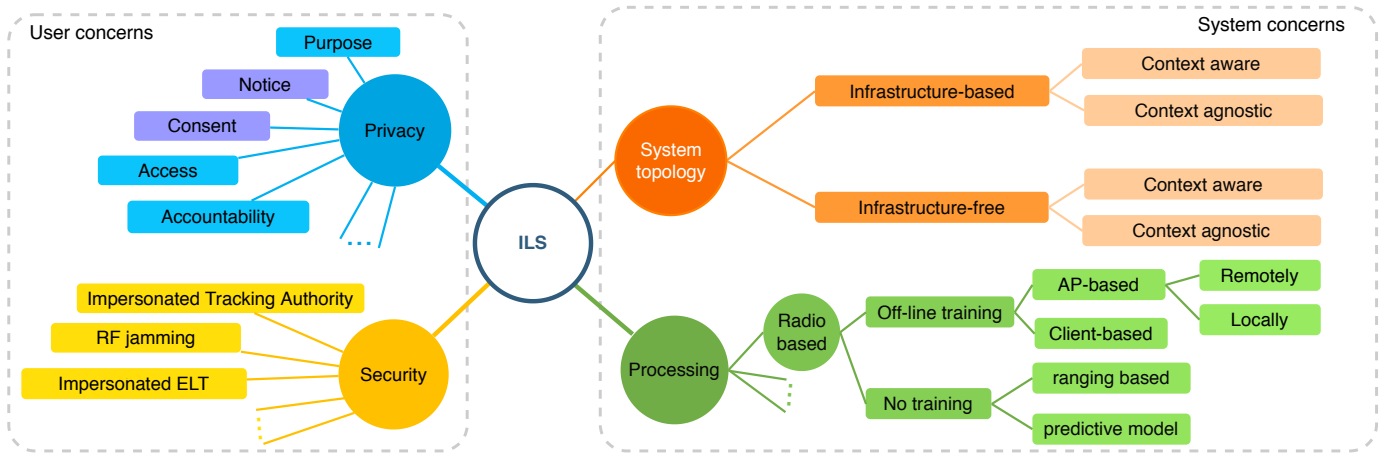 User concerns
Purpose
Notice
Consent
Access
Accountability
Privacy
Impersonated Tracking Authority
RF jamming
Impersonated ELT
Security
ILS
System concerns
System
topology
Infrastructure-based
Context aware
Context agnostic
Infrastructure-free
Context aware
Context agnostic
Processing
Radio
based
Off-line training
AP-based
Remotely
Locally
Client-based
No training
ranging based
predictive model